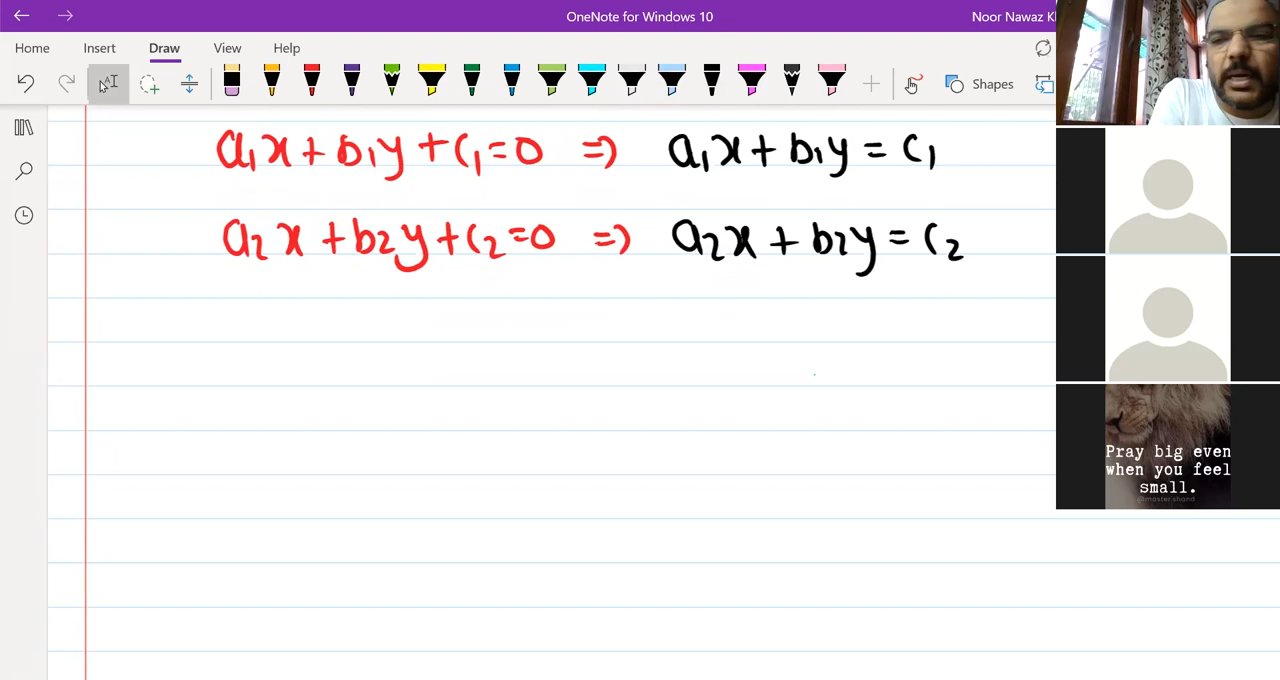 OneNote for Windows 10
Noor Nawaz Kh
Home Insert Draw View Help
Shapes
a₁x + b₁y + c₁ = 0 ⇒ a₁x + b₁y = c₁
a₂x + b₂y + c₂ = 0 ⇒ a₂x + b₂y = c₂
Pray big even
when you feel
small.